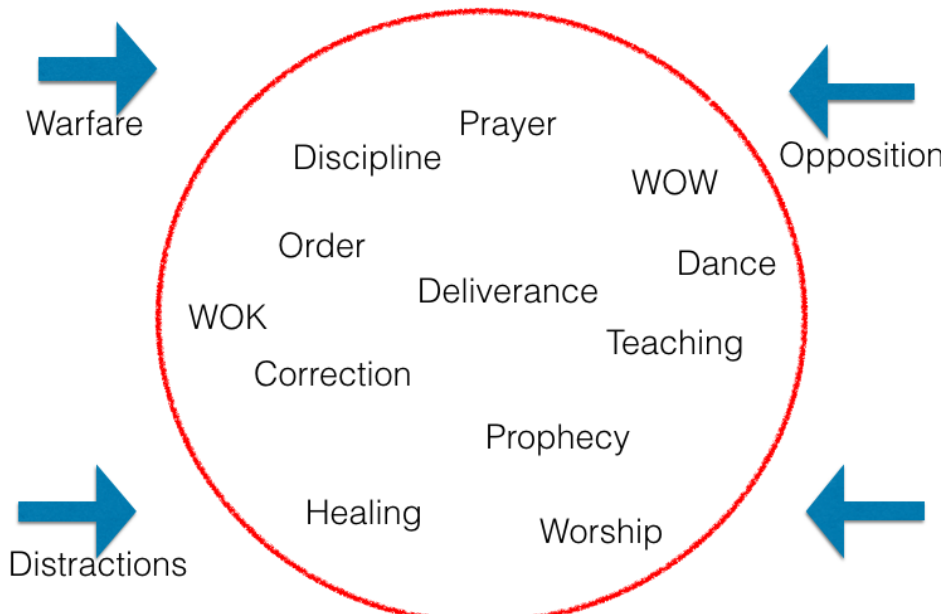 Warfare
Prayer
Discipline
Opposition
WOW
Order
Dance
Deliverance
WOK
Teaching
Correction
Prophecy
Healing
Worship
Distractions